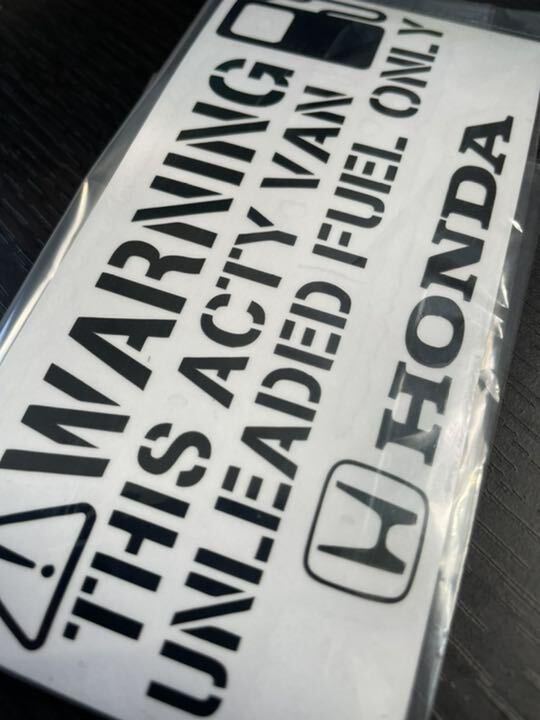 WARNING
THIS ACTY VAN
UNLEADED FUEL ONLY
HONDA